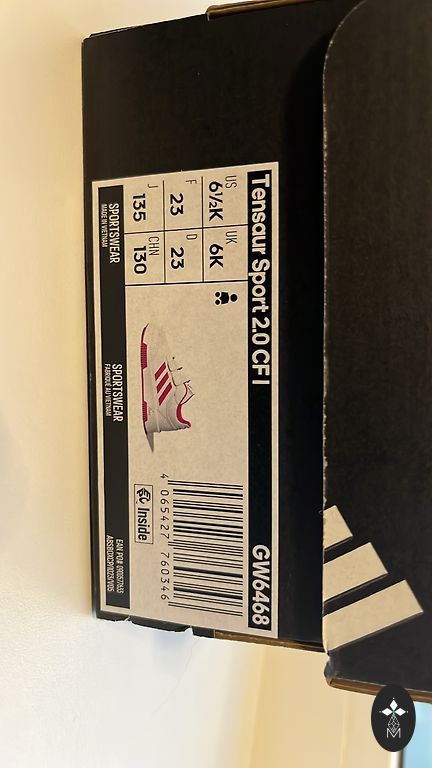 Tensaur Sport 2.0 CF I GW6468
US UK
6½K 6K
F D
23 23
J CHN
135 130
4 065427 760346
Inside
SPORTSWEAR
MADE IN VIETNAM
SPORTSWEAR
FABRIQUE AU VIETNAM
M